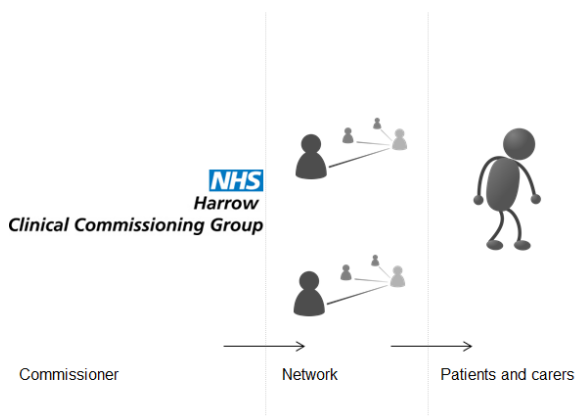 NHS
Harrow
Clinical Commissioning Group
Commissioner
Network
Patients and carers